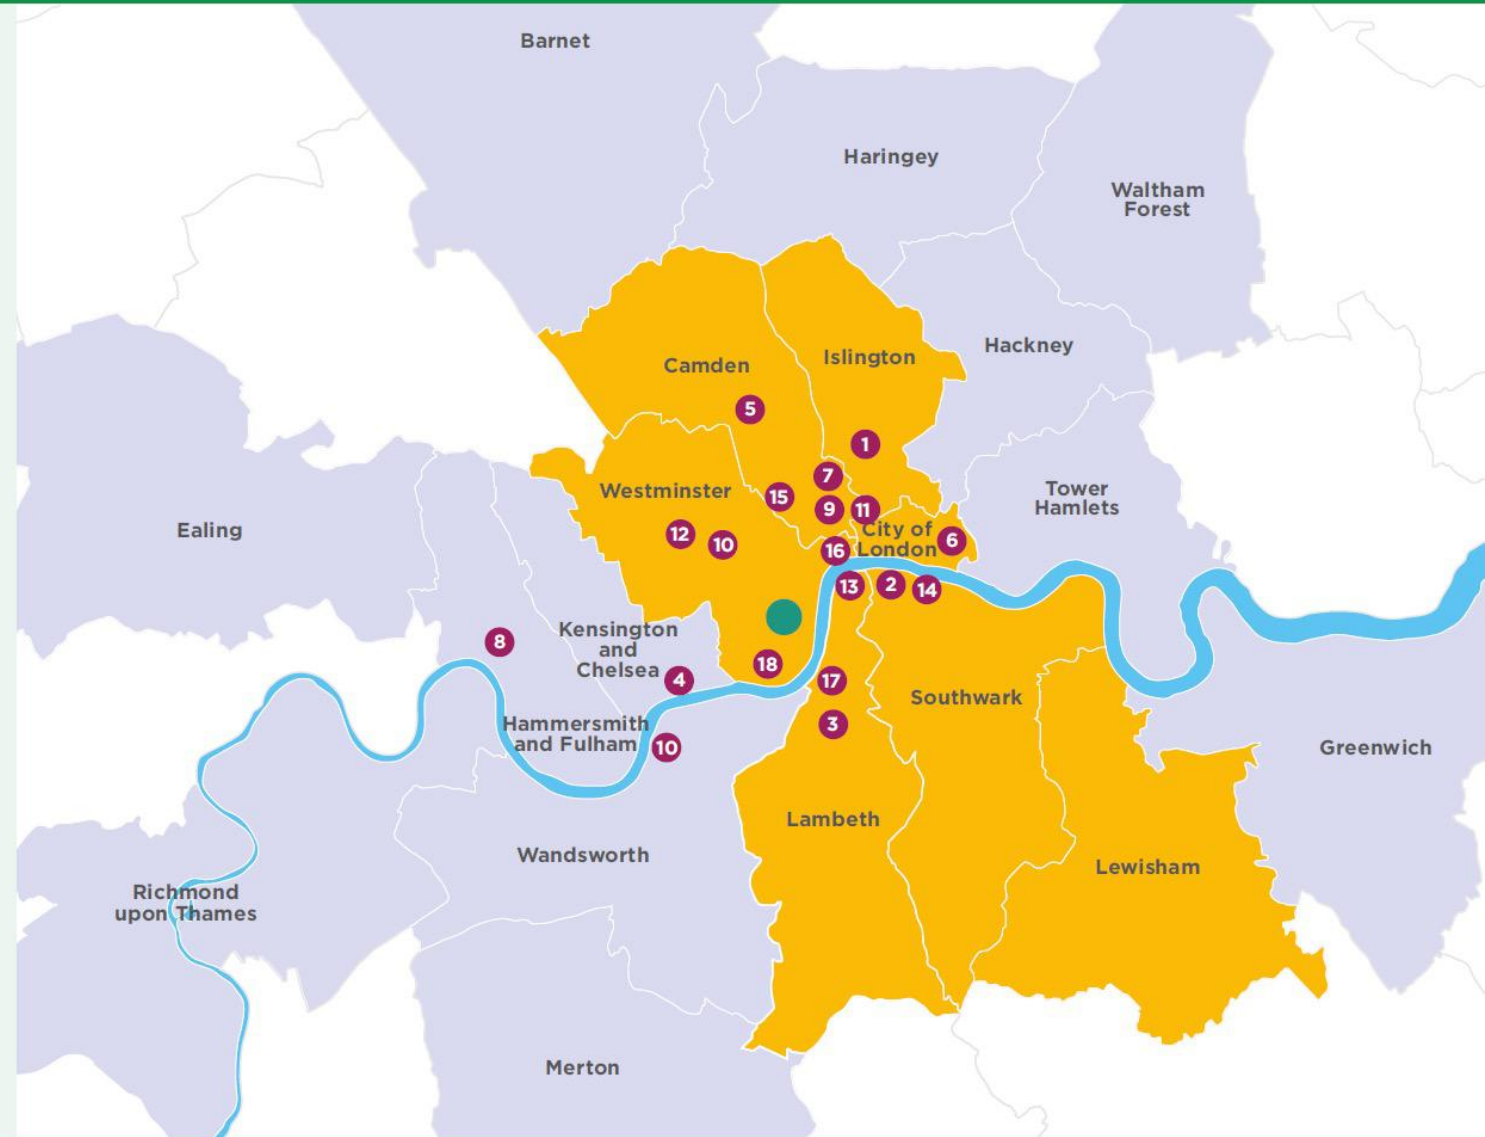 Barnet
Haringey
Waltham
Forest
Islington
Hackney
Camden
5
1
7
Westminster
15
Tower
Hamlets
9
11
Ealing
12
10
City of
London
6
16
13
2
14
Kensington
and
Chelsea
8
18
4
17
Southwark
3
Hammersmith
and Fulham
10
Greenwich
Lambeth
Wandsworth
Lewisham
Richmond
upon Thames
Merton